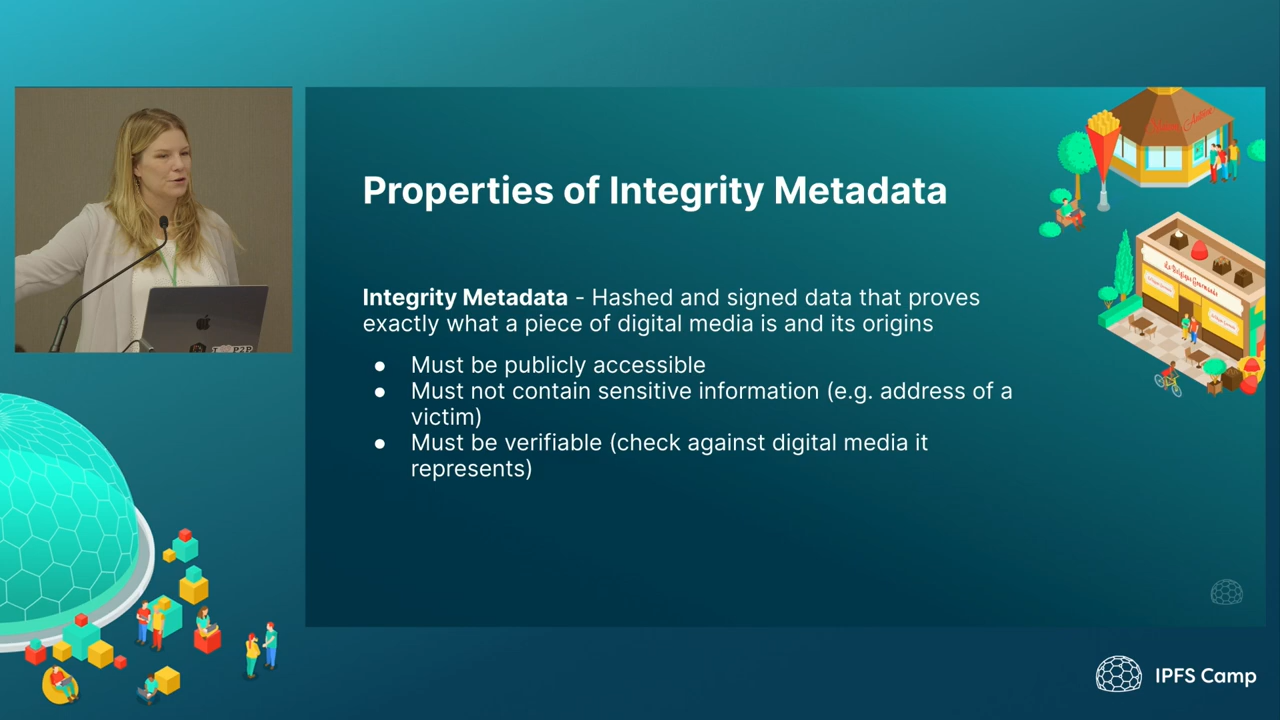 Properties of Integrity Metadata
Integrity Metadata - Hashed and signed data that proves
exactly what a piece of digital media is and its origins
● Must be publicly accessible
● Must not contain sensitive information (e.g. address of a
victim)
● Must be verifiable (check against digital media it
represents)
IPFS Camp